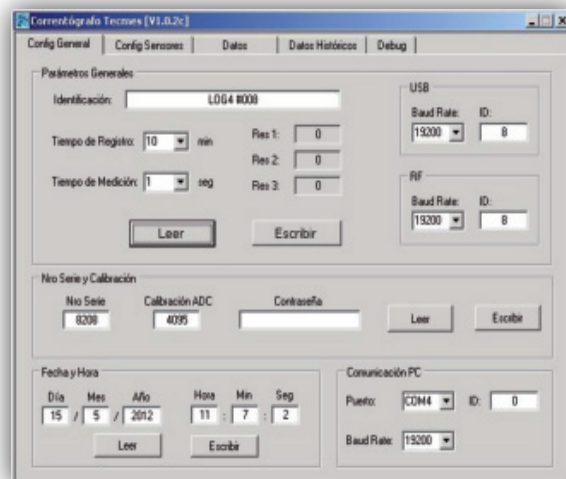 Correntógrafo Tecmes [V1.0.2c]
Config General Config Sensores Datos Datos Históricos Debug
Parámetros Generales
Identificación: LOG4 #008
Tiempo de Registro: 10 min
Tiempo de Medición: 1 seg
Res 1: 0
Res 2: 0
Res 3: 0
Leer Escribir
USB
Baud Rate: ID:
19200 8
RF
Baud Rate: ID:
19200 8
Nro Serie y Calibración
Nro Serie Calibración ADC Contraseña
8208 4095 Leer Escribir
Fecha y Hora
Día Mes Año Hora Min Seg
15 / 5 / 2012 11 : 7 : 2
Leer Escribir
Comunicación PC
Puerto: COM4 ID: 0
Baud Rate: 19200